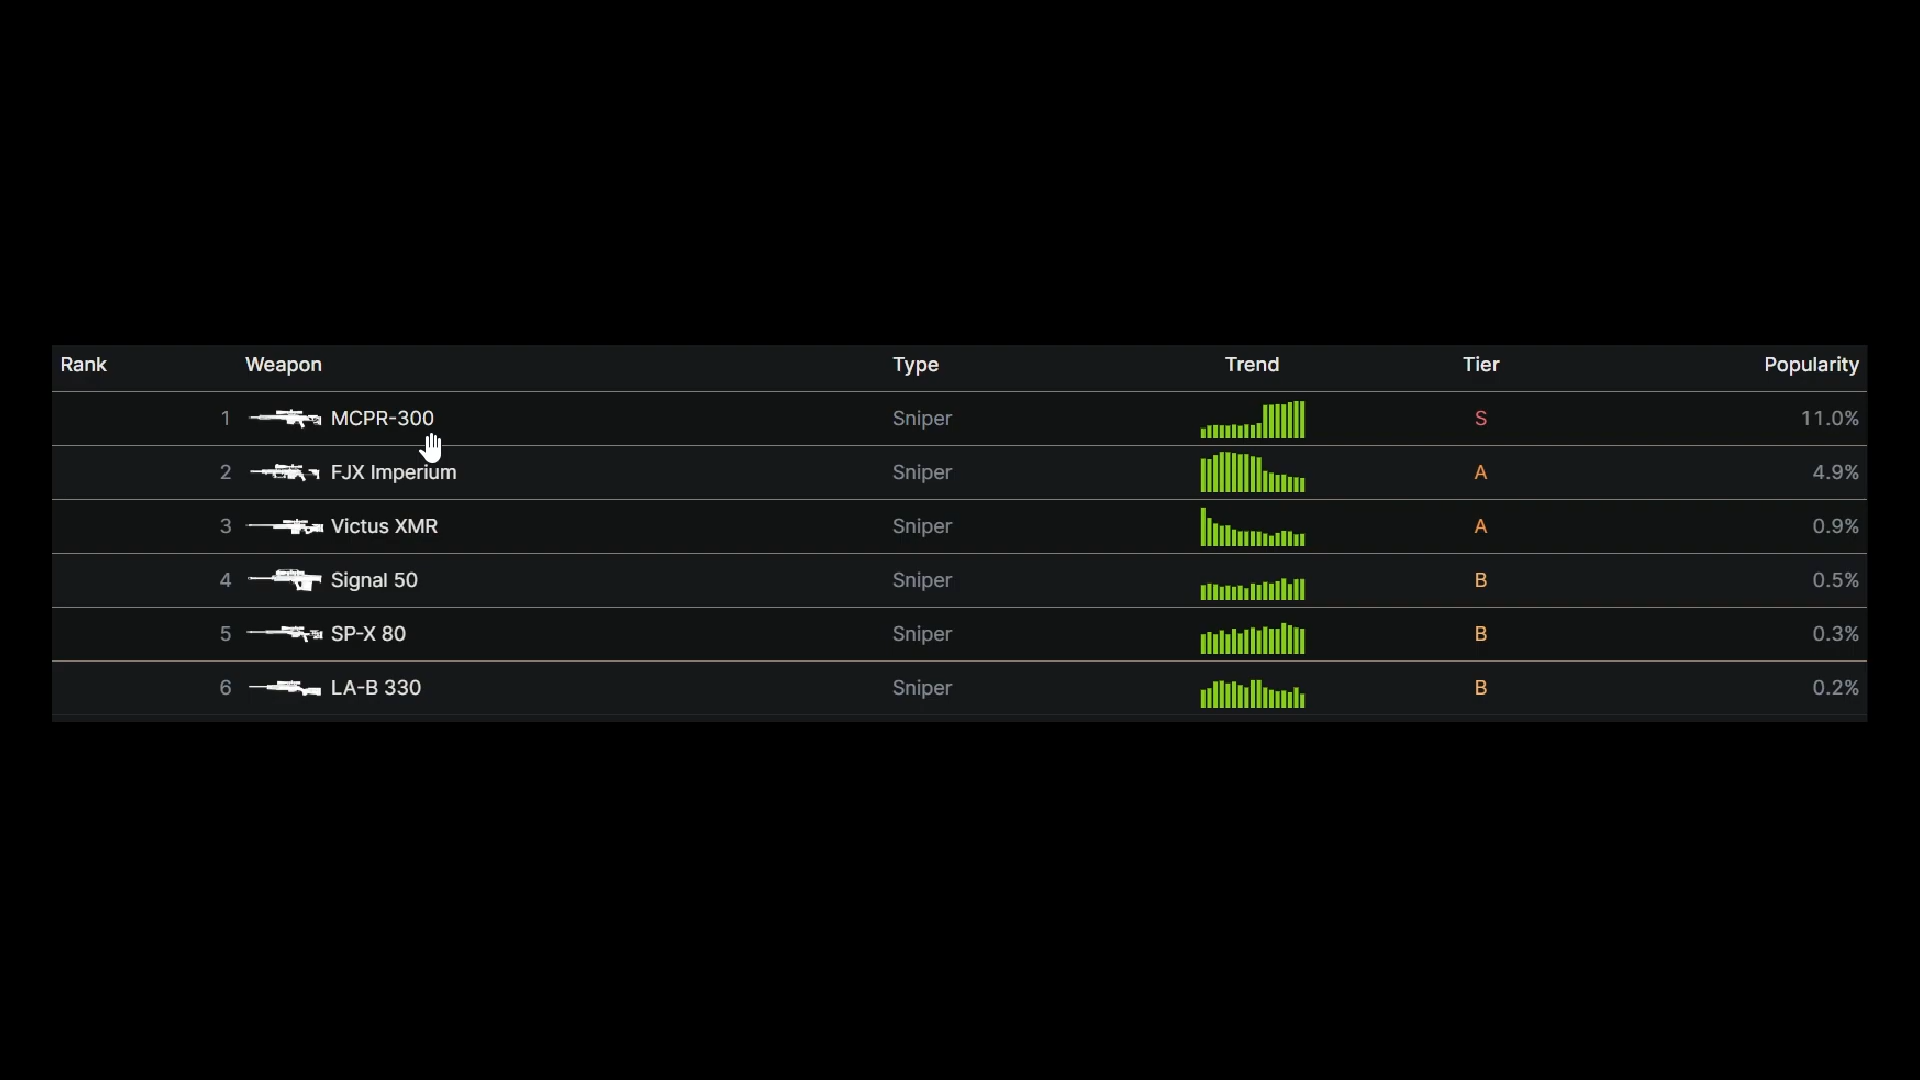 Rank Weapon Type Trend Tier Popularity
1 MCPR-300 Sniper S 11.0%
2 FJX Imperium Sniper A 4.9%
3 Victus XMR Sniper A 0.9%
4 Signal 50 Sniper B 0.5%
5 SP-X 80 Sniper B 0.3%
6 LA-B 330 Sniper B 0.2%